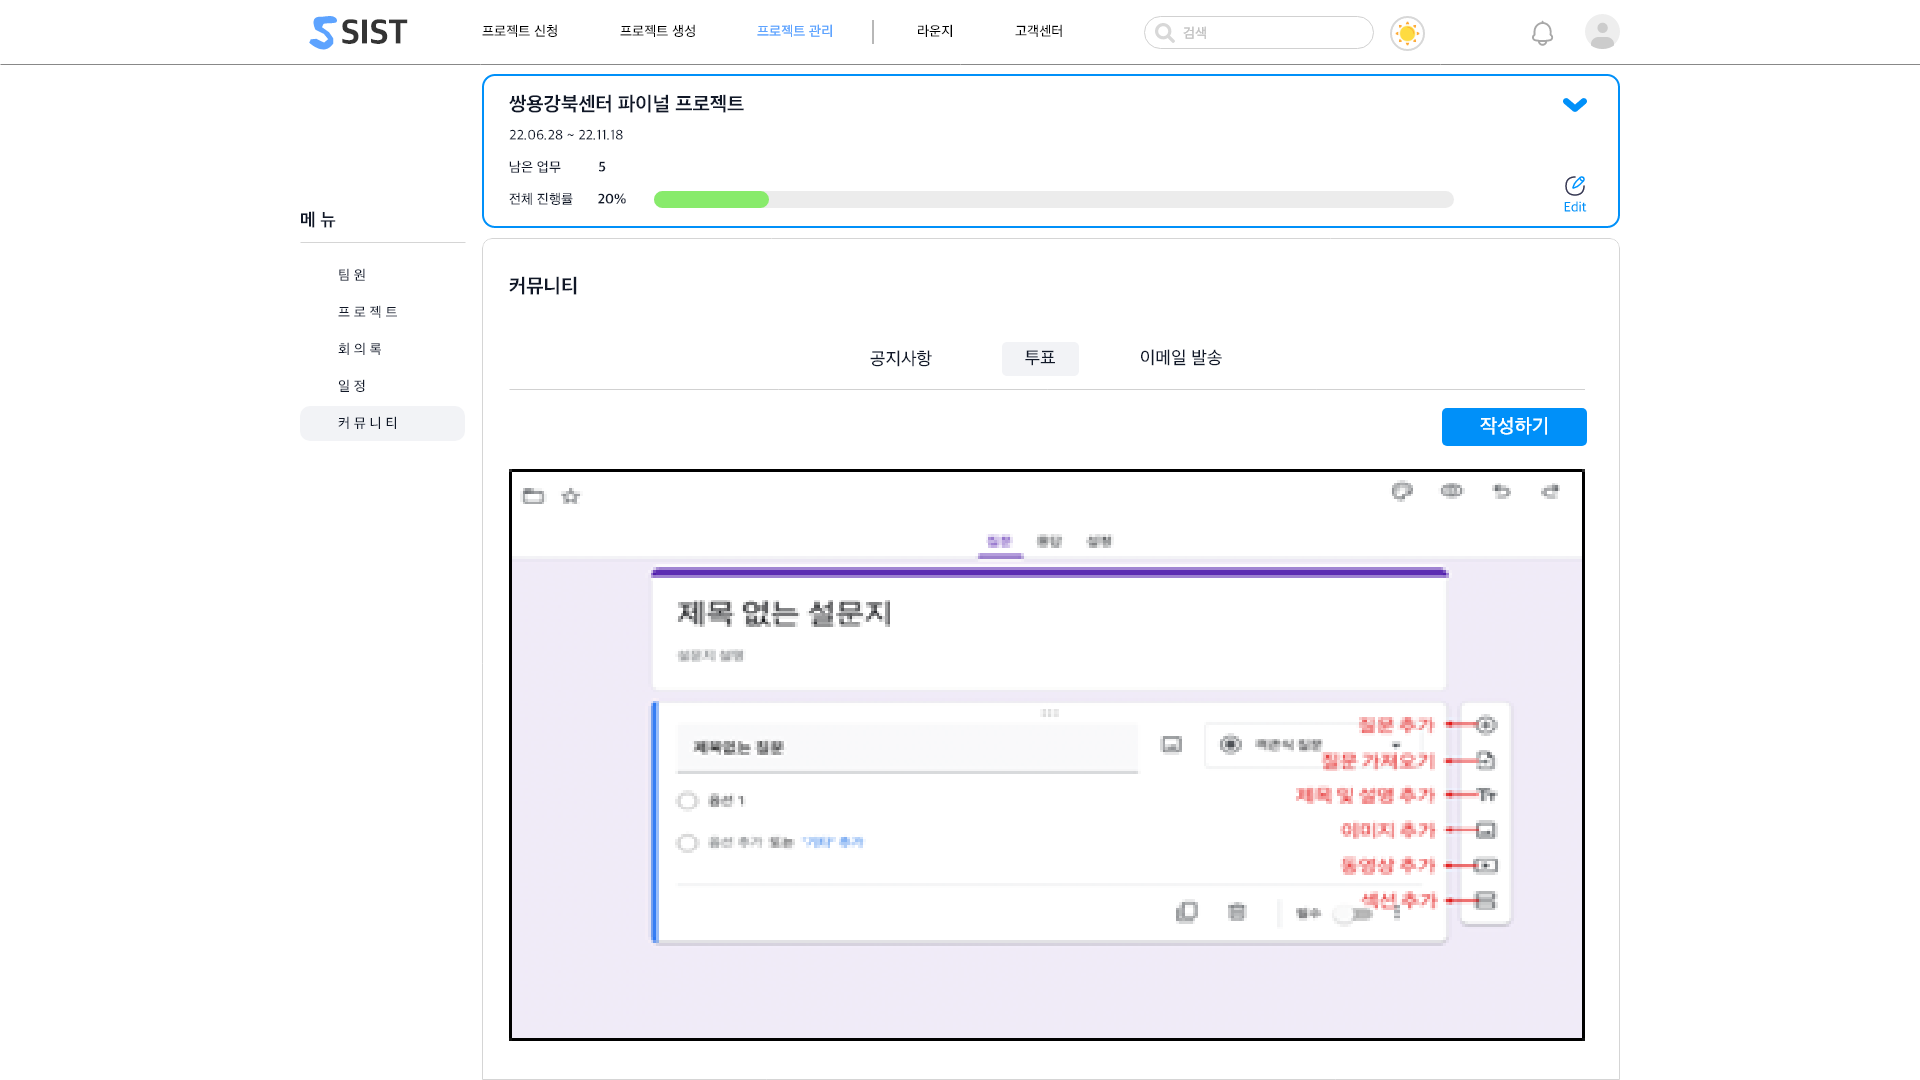 SIST
프로젝트 신청
프로젝트 생성
프로젝트 관리
라운지
고객센터
검색
쌍용강북센터 파이널 프로젝트
22.06.28 ~ 22.11.18
남은 업무 5
전체 진행률 20%
Edit
메 뉴
팀 원
프 로 젝 트
회 의 록
일 정
커 뮤 니 티
커뮤니티
공지사항
투표
이메일 발송
작성하기
질문 응답 설정
제목 없는 설문지
설문지 설명
제목없는 질문
객관식 질문
옵션 1
옵션 추가 또는 "기타" 추가
필수
질문 추가
질문 가져오기
제목 및 설명 추가
이미지 추가
동영상 추가
섹션 추가